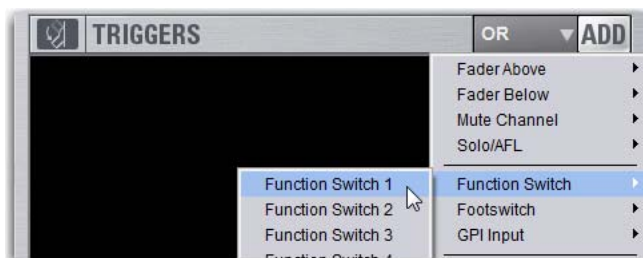 TRIGGERS OR ADD
Fader Above
Fader Below
Mute Channel
Solo/AFL
Function Switch
Footswitch
GPI Input
Function Switch 1
Function Switch 2
Function Switch 3